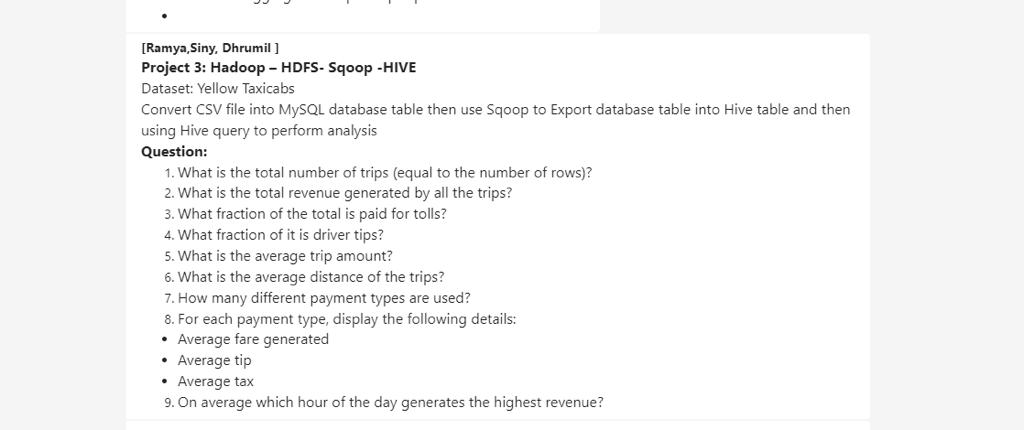 [Ramya,Siny, Dhrumil ]
Project 3: Hadoop – HDFS- Sqoop -HIVE
Dataset: Yellow Taxicabs
Convert CSV file into MySQL database table then use Sqoop to Export database table into Hive table and then
using Hive query to perform analysis
Question:
1. What is the total number of trips (equal to the number of rows)?
2. What is the total revenue generated by all the trips?
3. What fraction of the total is paid for tolls?
4. What fraction of it is driver tips?
5. What is the average trip amount?
6. What is the average distance of the trips?
7. How many different payment types are used?
8. For each payment type, display the following details:
• Average fare generated
• Average tip
• Average tax
9. On average which hour of the day generates the highest revenue?